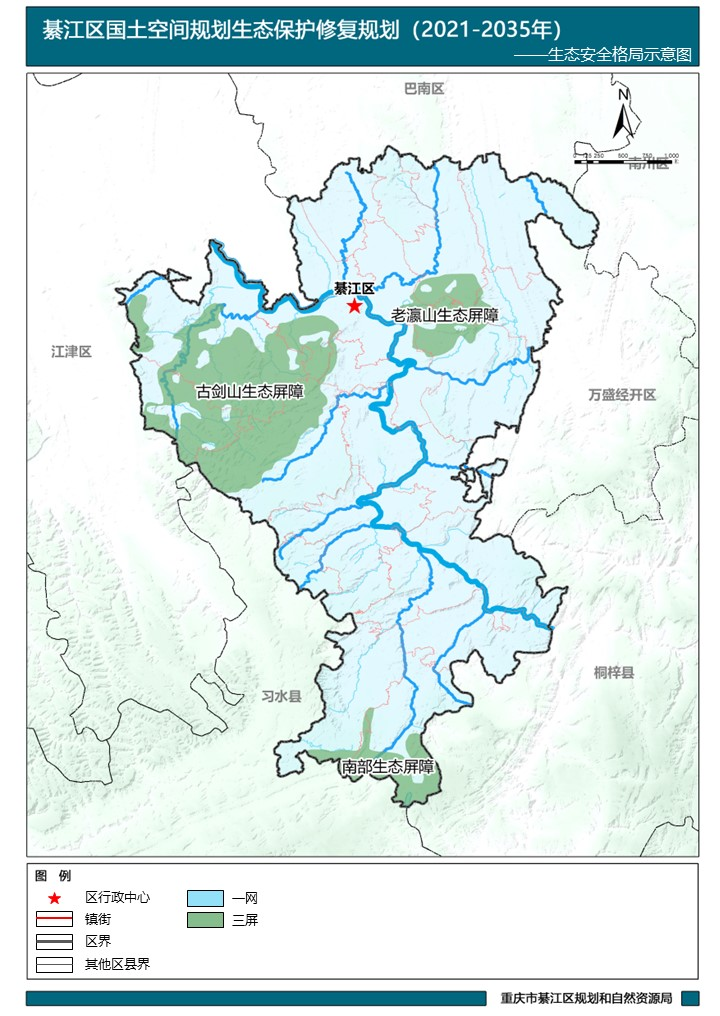 綦江区国土空间规划生态保护修复规划（2021-2035年）
——生态安全格局示意图
巴南区
N
南川区
綦江区
老瀛山生态屏障
江津区
古剑山生态屏障
万盛经开区
桐梓县
习水县
南部生态屏障
图 例
区行政中心
一网
镇街
三屏
区界
其他区县界
重庆市綦江区规划和自然资源局